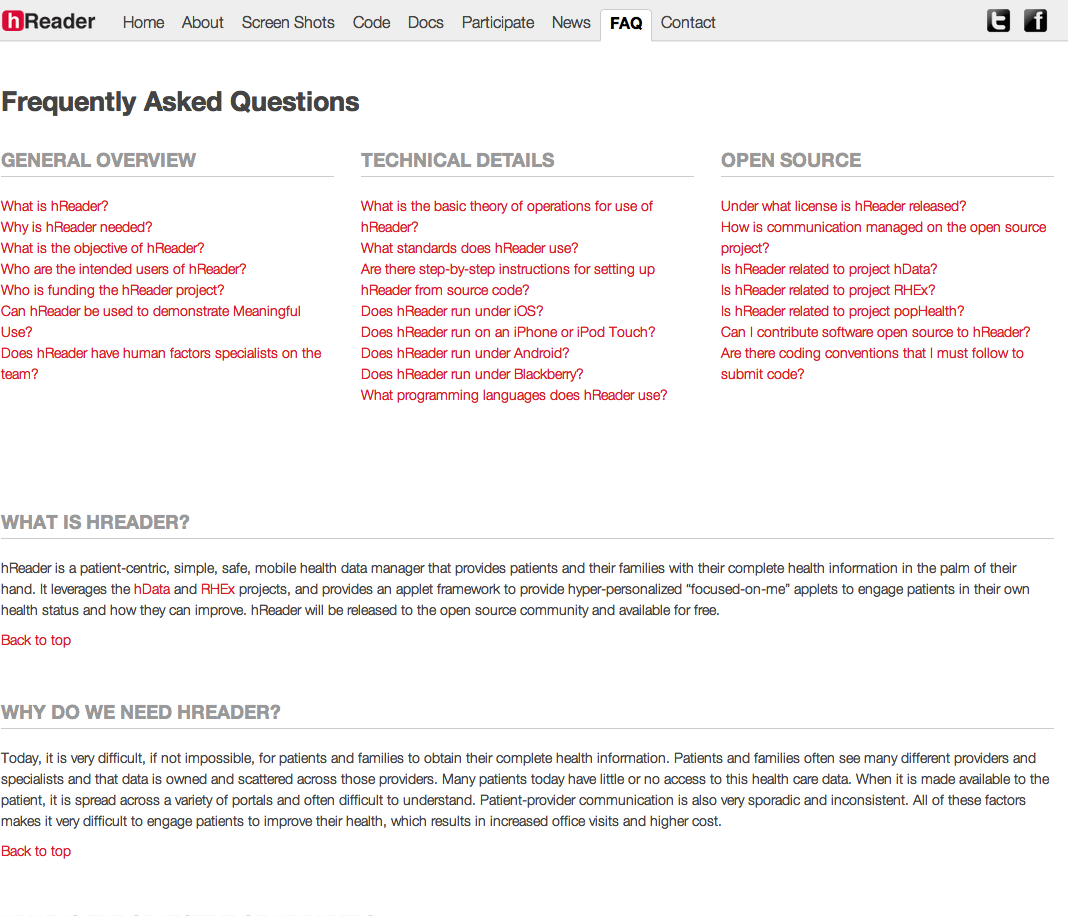 hReader Home About Screen Shots Code Docs Participate News FAQ Contact
Frequently Asked Questions
GENERAL OVERVIEW
What is hReader?
Why is hReader needed?
What is the objective of hReader?
Who are the intended users of hReader?
Who is funding the hReader project?
Can hReader be used to demonstrate Meaningful
Use?
Does hReader have human factors specialists on the
team?
TECHNICAL DETAILS
What is the basic theory of operations for use of
hReader?
What standards does hReader use?
Are there step-by-step instructions for setting up
hReader from source code?
Does hReader run under iOS?
Does hReader run on an iPhone or iPod Touch?
Does hReader run under Android?
Does hReader run under Blackberry?
What programming languages does hReader use?
OPEN SOURCE
Under what license is hReader released?
How is communication managed on the open source
project?
Is hReader related to project hData?
Is hReader related to project RHEx?
Is hReader related to project popHealth?
Can I contribute software open source to hReader?
Are there coding conventions that I must follow to
submit code?
WHAT IS HREADER?
hReader is a patient-centric, simple, safe, mobile health data manager that provides patients and their families with their complete health information in the palm of their
hand. It leverages the hData and RHEx projects, and provides an applet framework to provide hyper-personalized “focused-on-me” applets to engage patients in their own
health status and how they can improve. hReader will be released to the open source community and available for free.
Back to top
WHY DO WE NEED HREADER?
Today, it is very difficult, if not impossible, for patients and families to obtain their complete health information. Patients and families often see many different providers and
specialists and that data is owned and scattered across those providers. Many patients today have little or no access to this health care data. When it is made available to the
patient, it is spread across a variety of portals and often difficult to understand. Patient-provider communication is also very sporadic and inconsistent. All of these factors
makes it very difficult to engage patients to improve their health, which results in increased office visits and higher cost.
Back to top